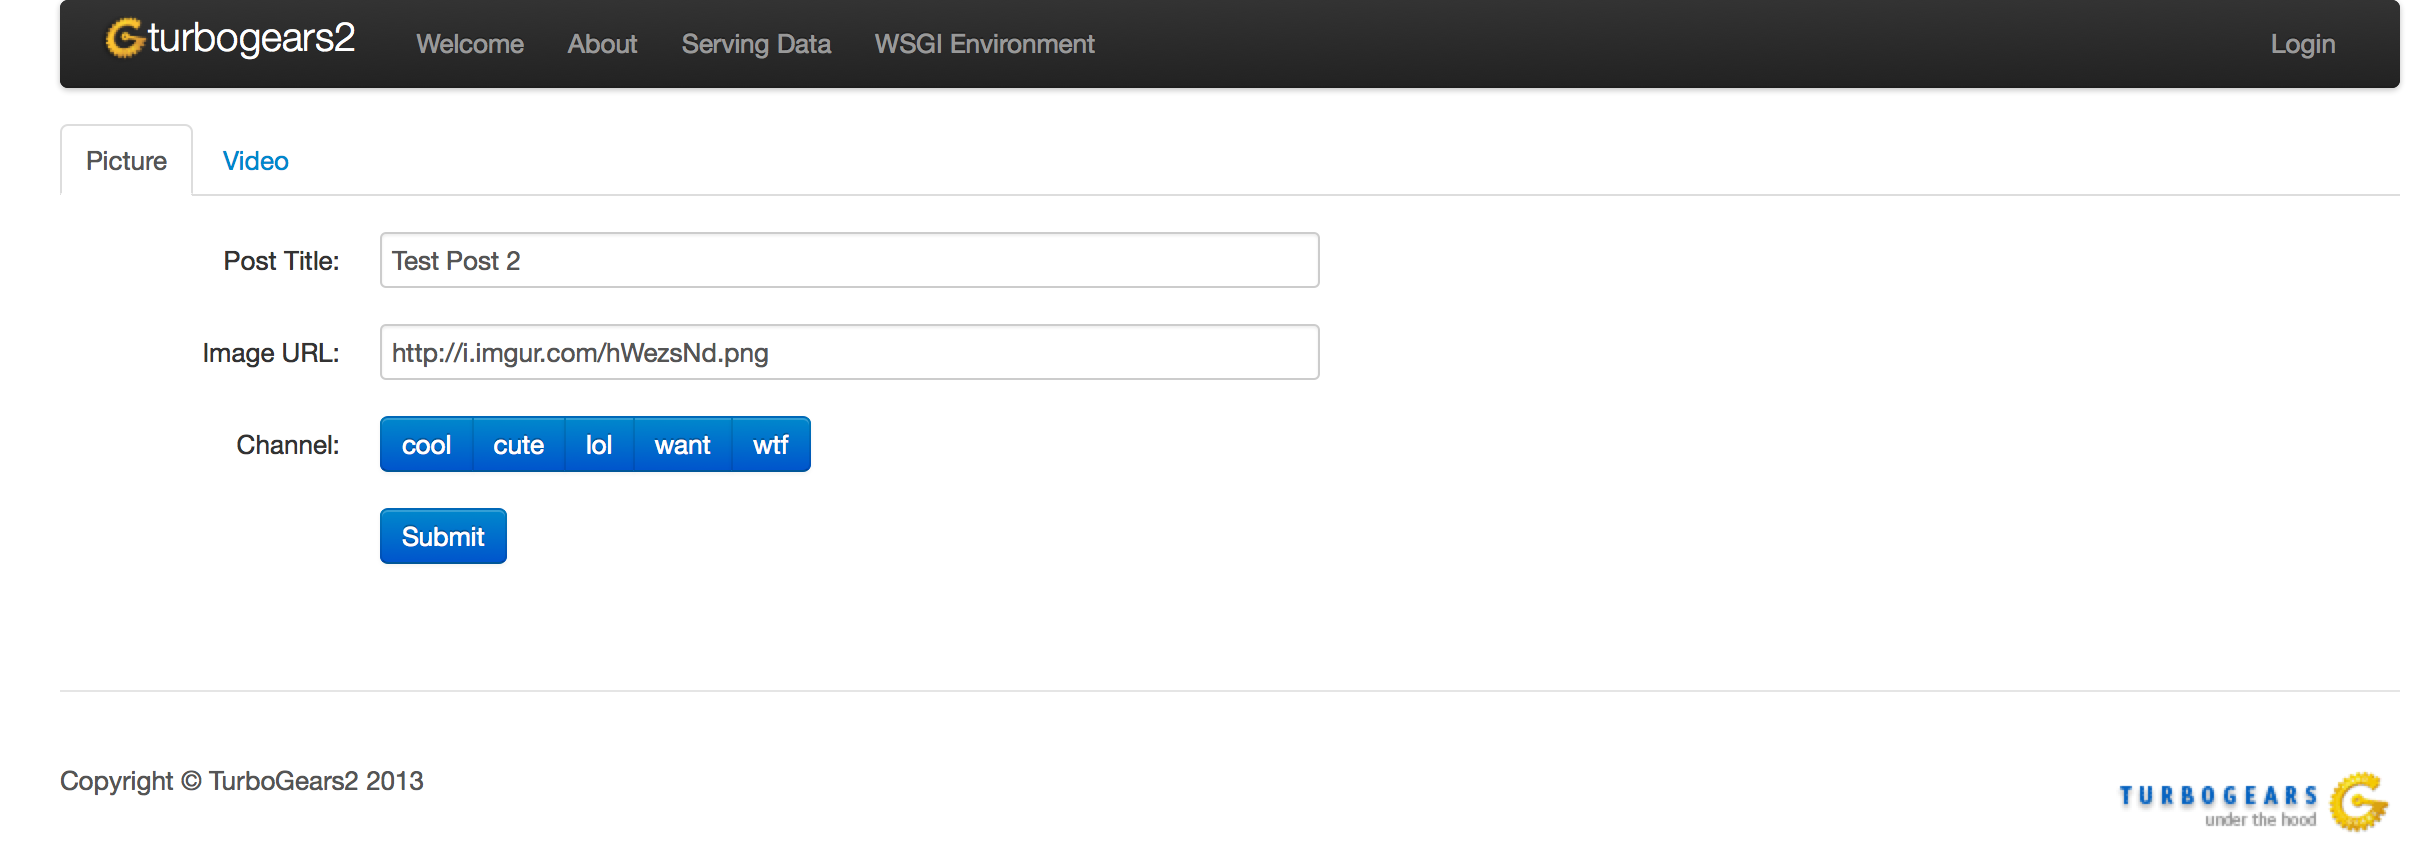 turbogears2 Welcome About Serving Data WSGI Environment Login
Picture Video
Post Title: Test Post 2
Image URL: http://i.imgur.com/hWezsNd.png
Channel: cool cute lol want wtf
Submit
Copyright © TurboGears2 2013
TURBOGEARS
under the hood